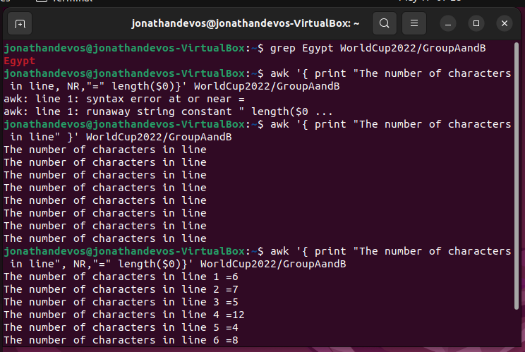 jonathandevos@jonathandevos-VirtualBox: ~
jonathandevos@jonathandevos-VirtualBox:~$ grep Egypt WorldCup2022/GroupAandB
Egypt
jonathandevos@jonathandevos-VirtualBox:~$ awk '{ print "The number of characters
 in line, NR,"=" length($0)}' WorldCup2022/GroupAandB
awk: line 1: syntax error at or near =
awk: line 1: runaway string constant " length($0 ...
jonathandevos@jonathandevos-VirtualBox:~$ awk '{ print "The number of characters
 in line" }' WorldCup2022/GroupAandB
The number of characters in line
The number of characters in line
The number of characters in line
The number of characters in line
The number of characters in line
The number of characters in line
The number of characters in line
The number of characters in line
jonathandevos@jonathandevos-VirtualBox:~$ awk '{ print "The number of characters
 in line", NR,"=" length($0)}' WorldCup2022/GroupAandB
The number of characters in line 1 =6
The number of characters in line 2 =7
The number of characters in line 3 =5
The number of characters in line 4 =12
The number of characters in line 5 =4
The number of characters in line 6 =8